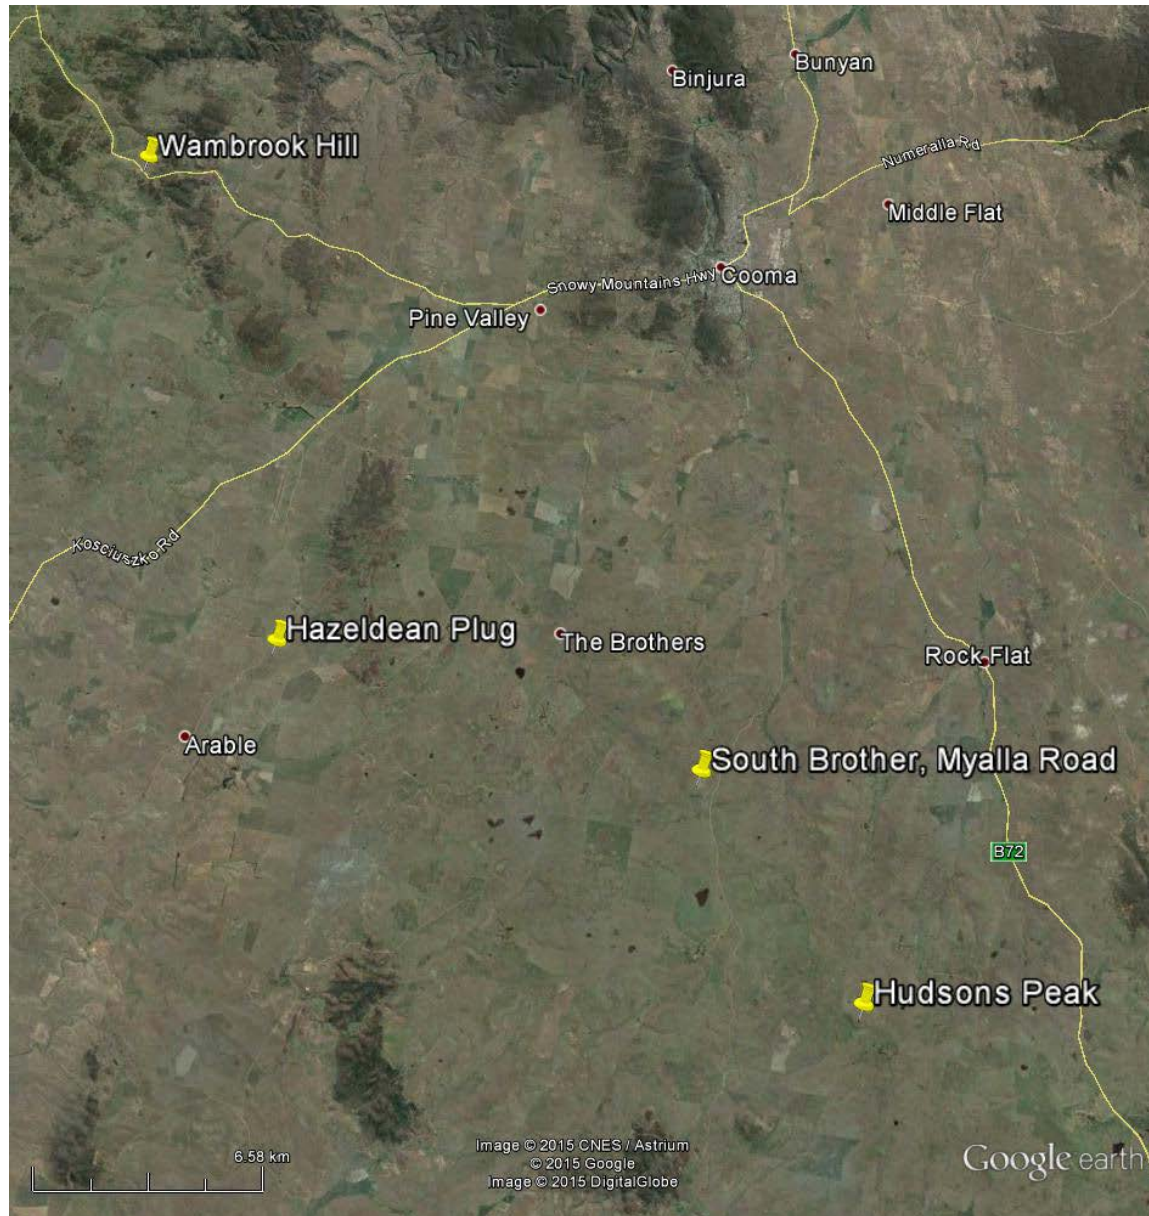 Bunyan
Binjura
Wambrook Hill
Numeralla Rd
Middle Flat
Cooma
Snowy Mountains Hwy
Pine Valley
Kosciuszko Rd
Hazeldean Plug
The Brothers
Rock Flat
Arable
South Brother, Myalla Road
B72
Hudsons Peak
6.58 km
Image © 2015 CNES / Astrium
© 2015 Google
Image © 2015 DigitalGlobe
Google earth